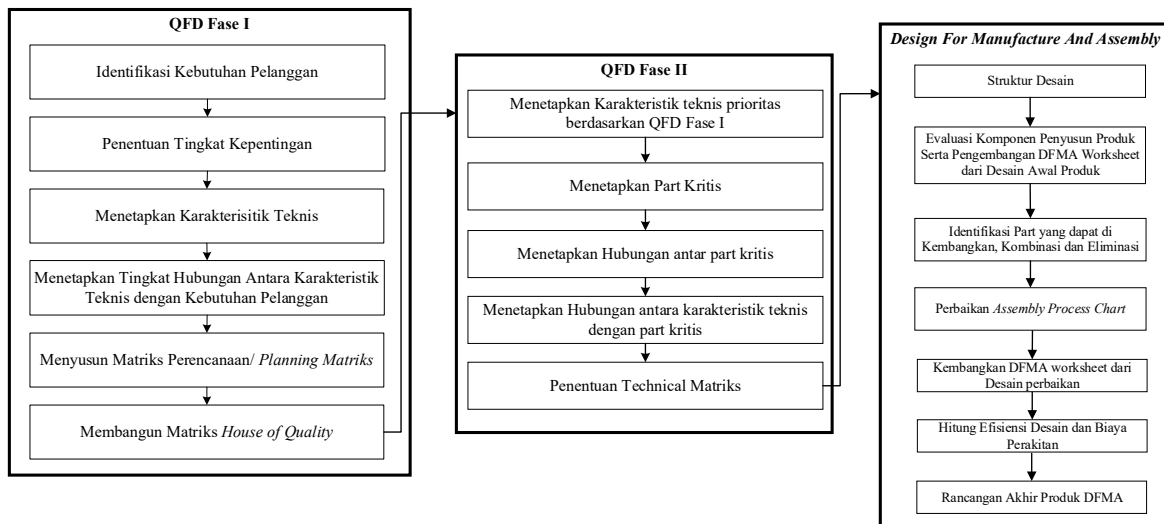 QFD Fase I
Identifikasi Kebutuhan Pelanggan
Penentuan Tingkat Kepentingan
Menetapkan Karakterisitik Teknis
Menetapkan Tingkat Hubungan Antara Karakteristik
Teknis dengan Kebutuhan Pelanggan
Menyusun Matriks Perencanaan/ Planning Matriks
Membangun Matriks House of Quality
QFD Fase II
Menetapkan Karakteristik teknis prioritas
berdasarkan QFD Fase I
Menetapkan Part Kritis
Menetapkan Hubungan antar part kritis
Menetapkan Hubungan antara karakteristik teknis
dengan part kritis
Penentuan Technical Matriks
Design For Manufacture And Assembly
Struktur Desain
Evaluasi Komponen Penyusun Produk
Serta Pengembangan DFMA Worksheet
dari Desain Awal Produk
Identifikasi Part yang dapat di
Kembangkan, Kombinasi dan Eliminasi
Perbaikan Assembly Process Chart
Kembangkan DFMA worksheet dari
Desain perbaikan
Hitung Efisiensi Desain dan Biaya
Perakitan
Rancangan Akhir Produk DFMA